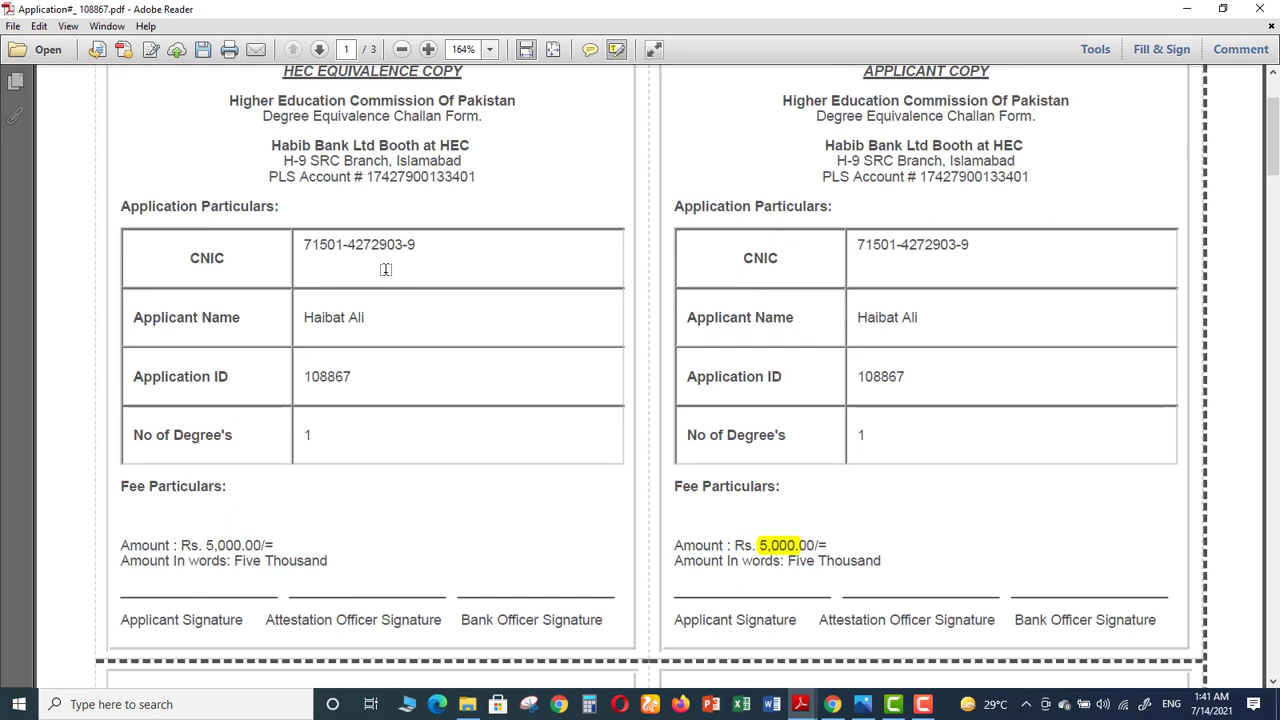 Application#_ 108867.pdf - Adobe Reader
File Edit View Window Help
Open 1 / 3 164% Tools Fill & Sign Comment
HEC EQUIVALENCE COPY
Higher Education Commission Of Pakistan
Degree Equivalence Challan Form.
Habib Bank Ltd Booth at HEC
H-9 SRC Branch, Islamabad
PLS Account # 17427900133401
Application Particulars:
CNIC 71501-4272903-9
Applicant Name Haibat Ali
Application ID 108867
No of Degree's 1
Fee Particulars:
Amount : Rs. 5,000.00/=
Amount In words: Five Thousand
Applicant Signature Attestation Officer Signature Bank Officer Signature
APPLICANT COPY
Higher Education Commission Of Pakistan
Degree Equivalence Challan Form.
Habib Bank Ltd Booth at HEC
H-9 SRC Branch, Islamabad
PLS Account # 17427900133401
Application Particulars:
CNIC 71501-4272903-9
Applicant Name Haibat Ali
Application ID 108867
No of Degree's 1
Fee Particulars:
Amount : Rs. 5,000.00/=
Amount In words: Five Thousand
Applicant Signature Attestation Officer Signature Bank Officer Signature
Type here to search 29°C ENG 1:41 AM
7/14/2021